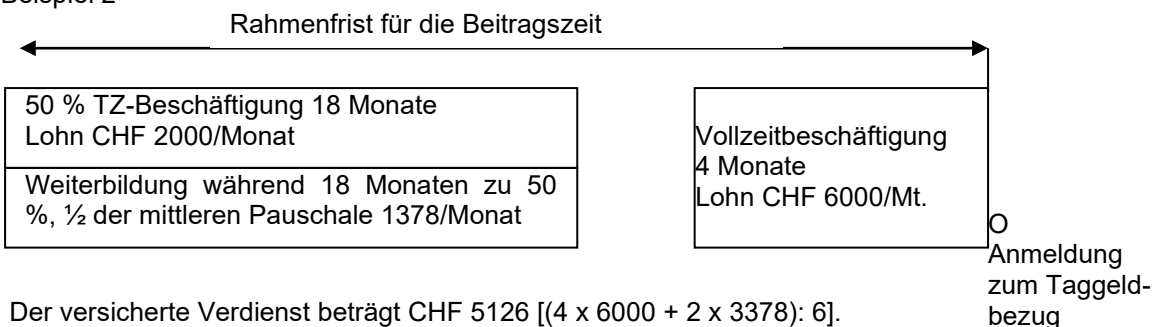 Beispiel 2
Rahmenfrist für die Beitragszeit
50 % TZ-Beschäftigung 18 Monate
Lohn CHF 2000/Monat
Weiterbildung während 18 Monaten zu 50
%, ½ der mittleren Pauschale 1378/Monat
Vollzeitbeschäftigung
4 Monate
Lohn CHF 6000/Mt.
O
Anmeldung
zum Taggeld-
bezug
Der versicherte Verdienst beträgt CHF 5126 [(4 x 6000 + 2 x 3378): 6].